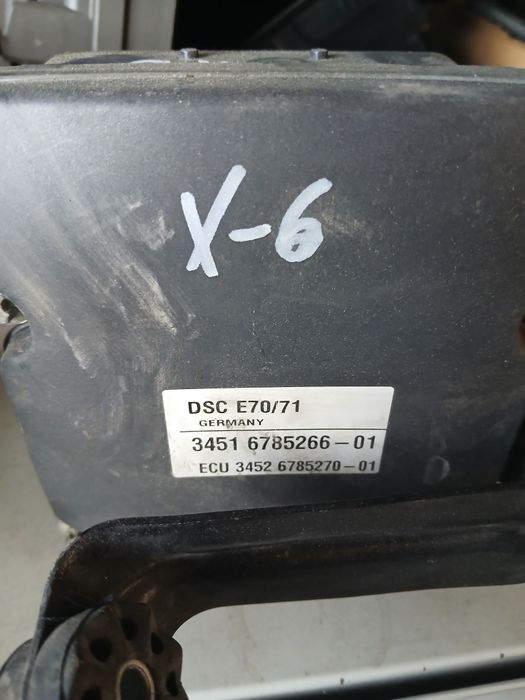 X-6
DSC E70/71
GERMANY
3451 6785266-01
ECU 3452 6785270-01